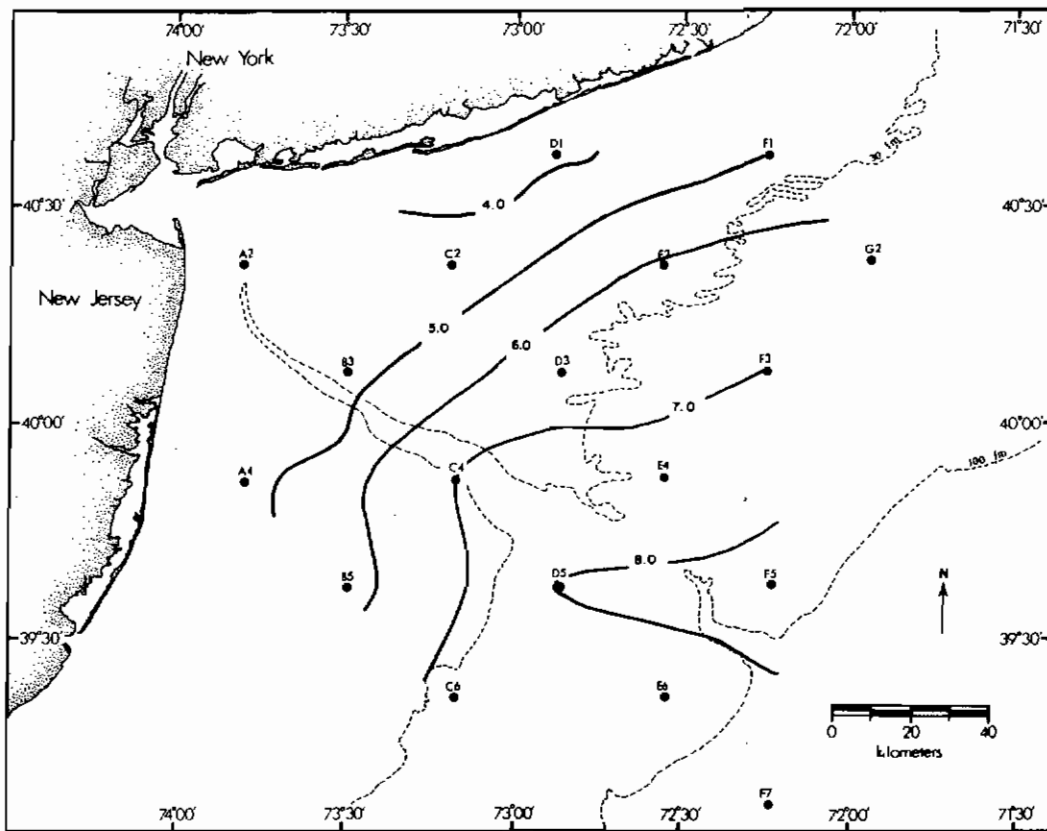 74°00' 73°30' 73°00' 72°30' 72°00' 71°30'
New York
D1 F1
30 fm
4.0
40°30' 40°30'
A2 C2 E2 G2
New Jersey
5.0
6.0
B3 D3 F3
7.0
40°00' 40°00'
A4 C4 E4
100 fm
8.0
B5 D5 F5
N
39°30' 39°30'
C6 E6
0 20 40
kilometers
F7
74°00' 73°30' 73°00' 72°30' 72°00' 71°30'